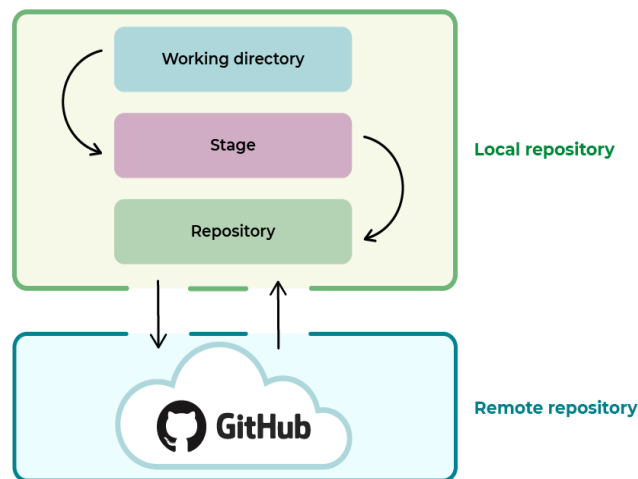 Working directory
Stage
Local repository
Repository
GitHub
Remote repository